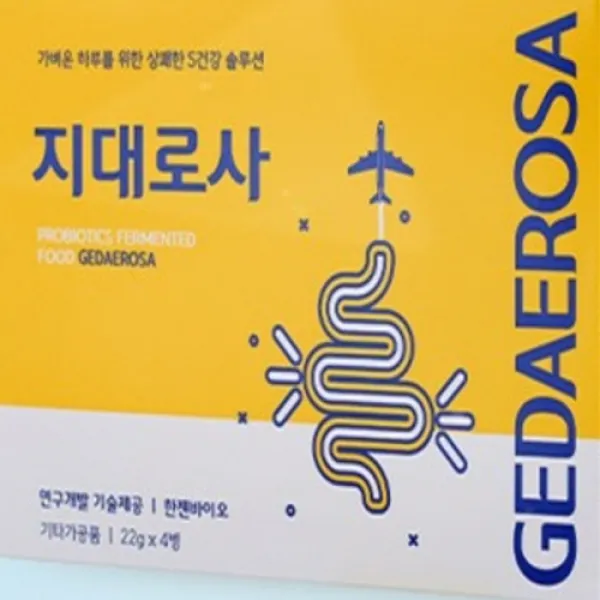 가벼운 하루를 위한 상쾌한 S건강 솔루션
지대로사
PROBIOTICS FERMENTED
FOOD GEDAEROSA
연구개발 기술제공 | 한젠바이오
기타가공품 | 22g x 4병
GEDAEROSA